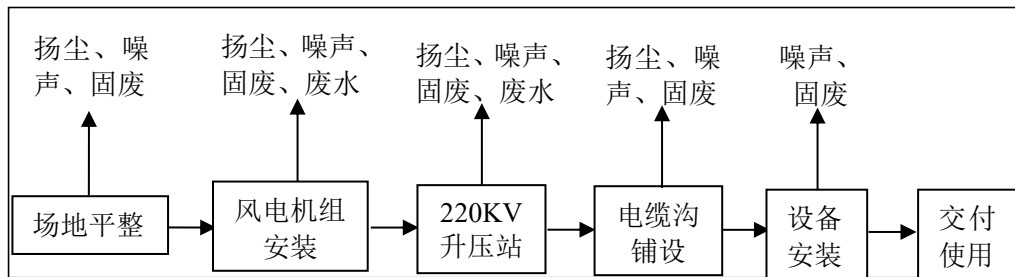 扬尘、噪
声、固废
扬尘、噪声、
固废、废水
扬尘、噪声、
固废、废水
扬尘、噪
声、固废
噪声、
固废
场地平整
风电机组
安装
220KV
升压站
电缆沟
铺设
设备
安装
交付
使用